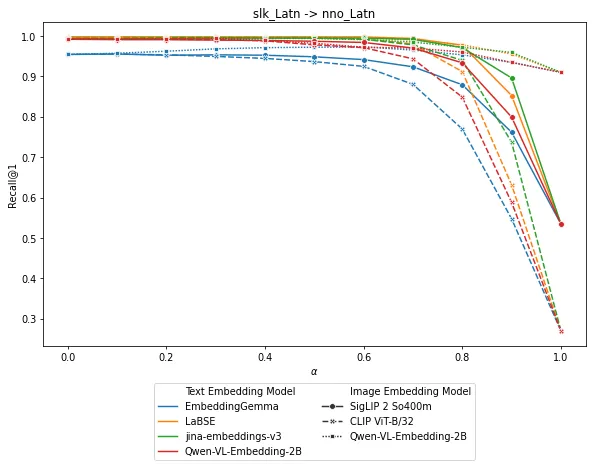 slk_Latn -> nno_Latn
Recall@1
1.0
0.9
0.8
0.7
0.6
0.5
0.4
0.3
0.0 0.2 0.4 0.6 0.8 1.0
α
Text Embedding Model Image Embedding Model
EmbeddingGemma SigLIP 2 So400m
LaBSE CLIP ViT-B/32
jina-embeddings-v3 Qwen-VL-Embedding-2B
Qwen-VL-Embedding-2B